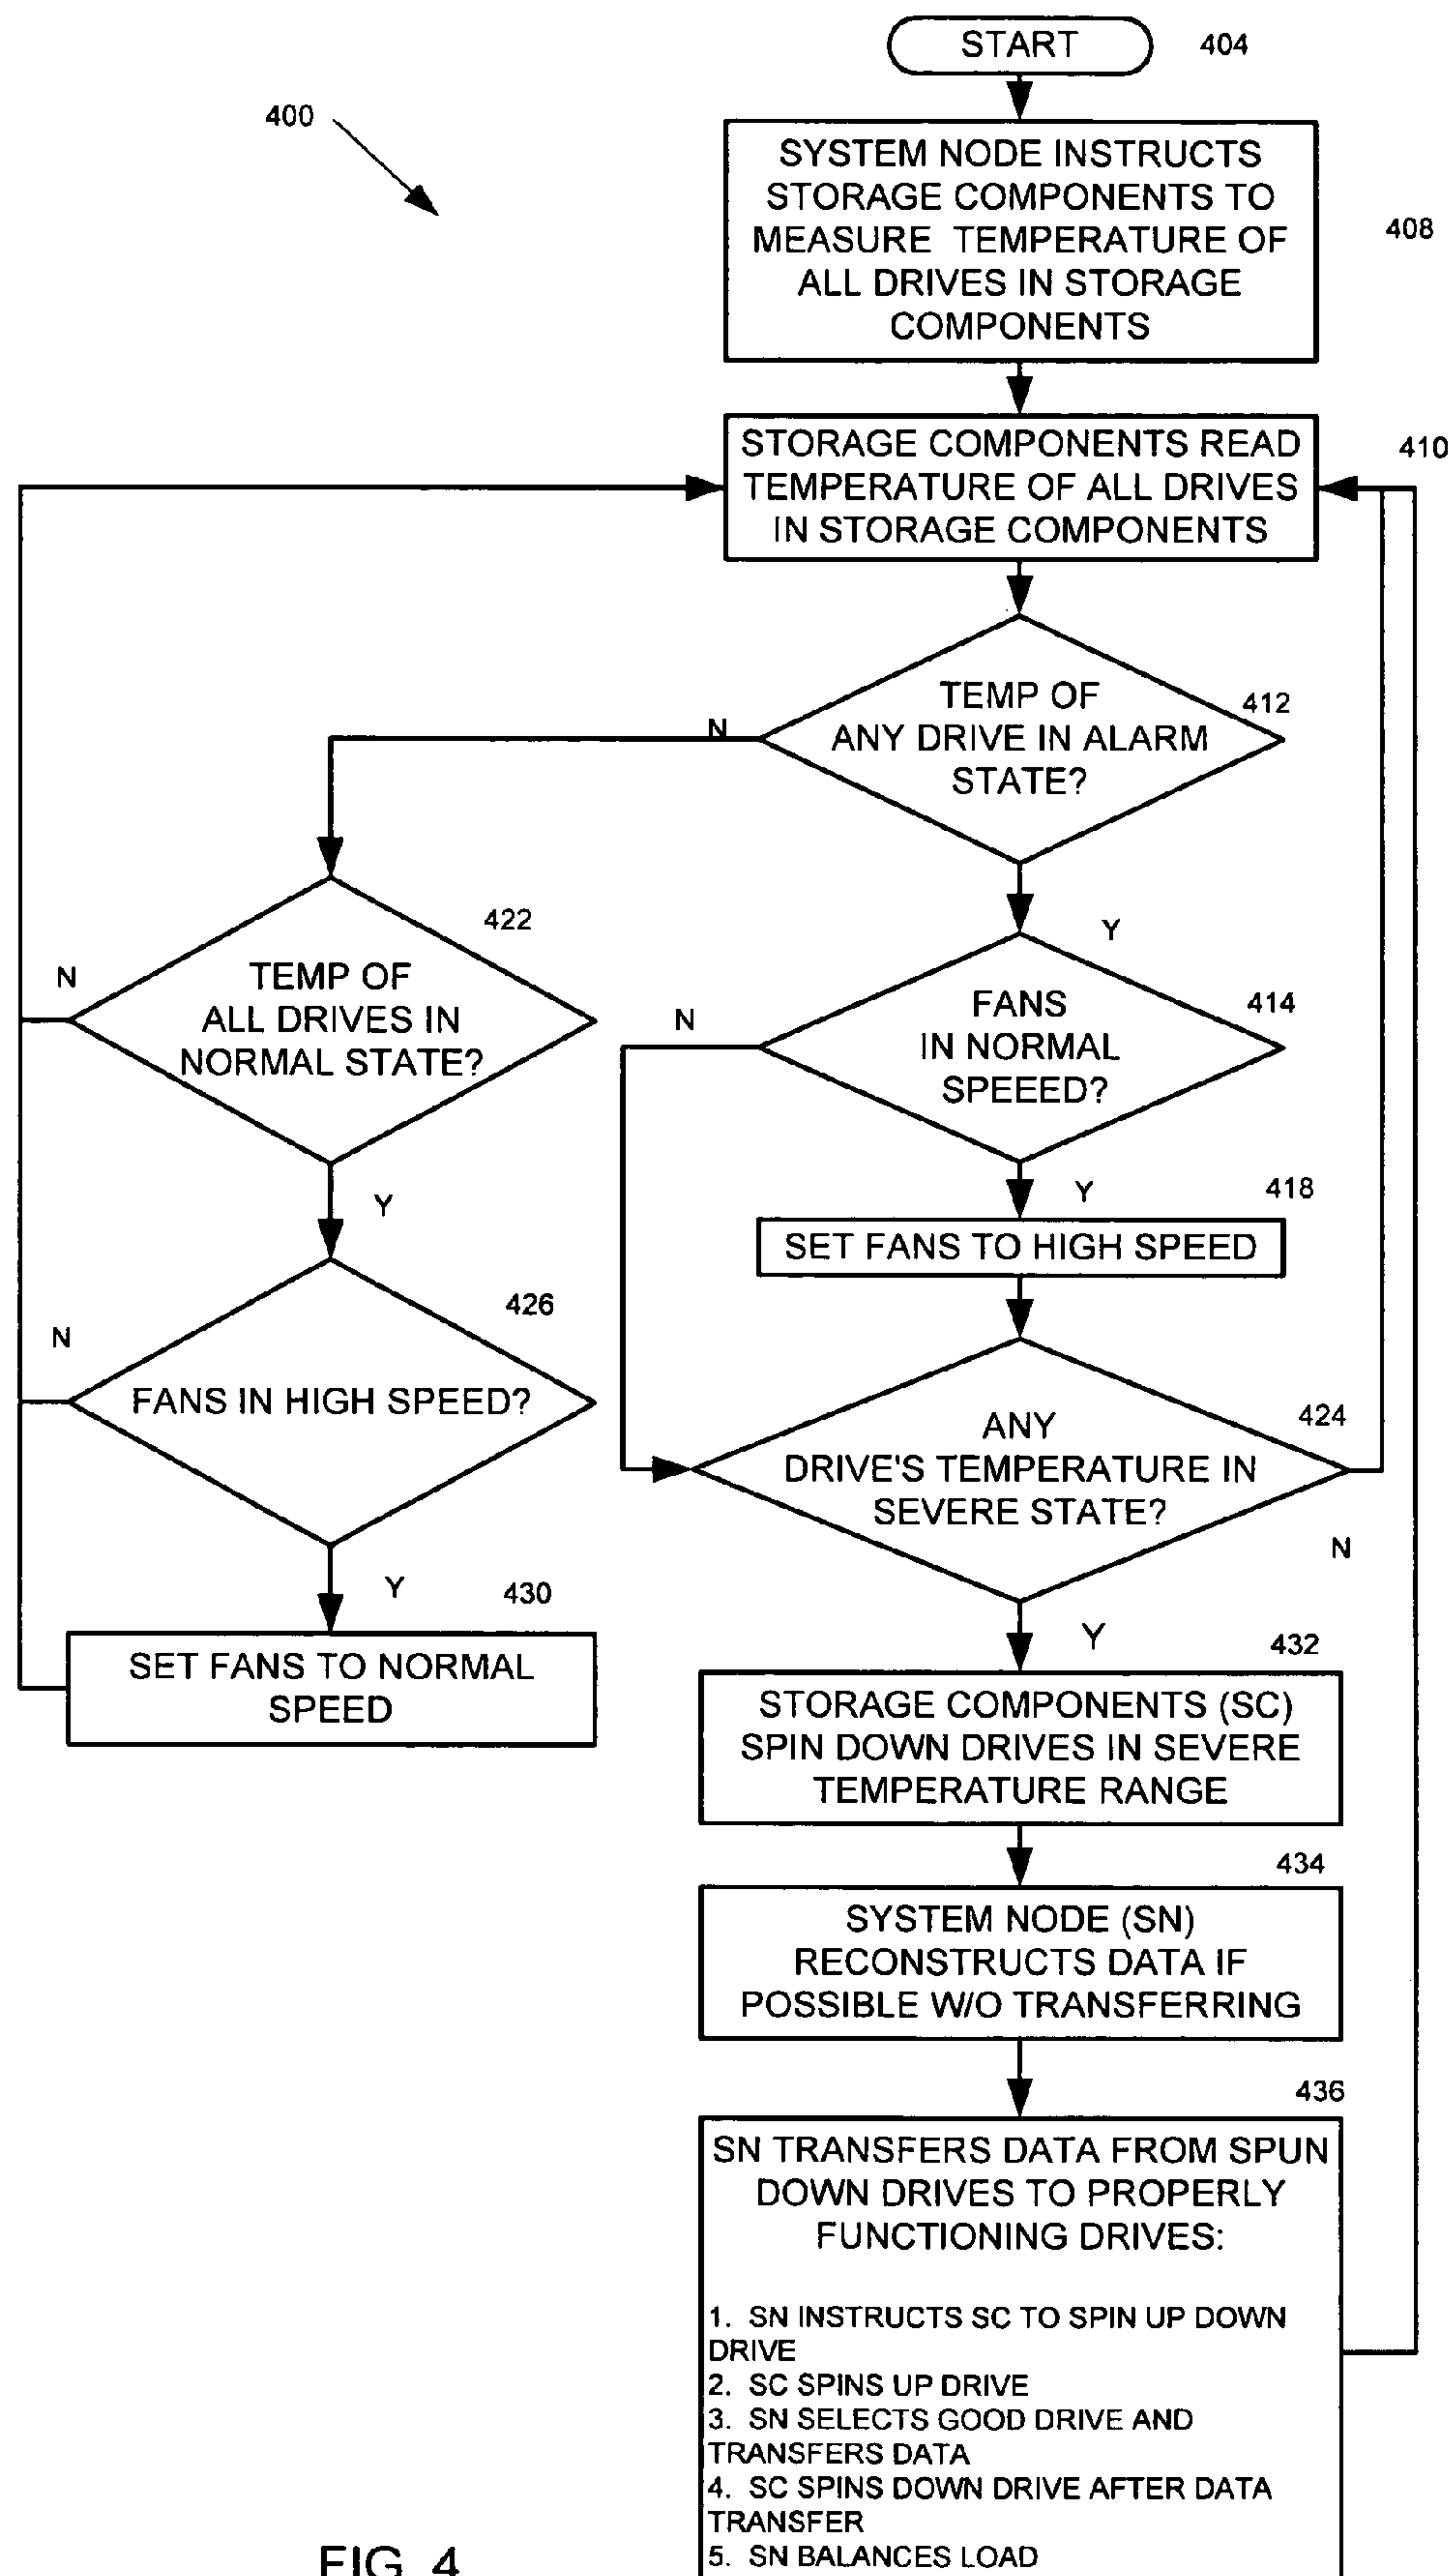 START
404
400
SYSTEM NODE INSTRUCTS
STORAGE COMPONENTS TO
MEASURE TEMPERATURE OF
ALL DRIVES IN STORAGE
COMPONENTS
408
STORAGE COMPONENTS READ
TEMPERATURE OF ALL DRIVES
IN STORAGE COMPONENTS
410
TEMP OF
ANY DRIVE IN ALARM
STATE?
412
N
Y
422
TEMP OF
ALL DRIVES IN
NORMAL STATE?
N
Y
FANS
IN NORMAL
SPEEED?
414
N
Y
418
SET FANS TO HIGH SPEED
426
FANS IN HIGH SPEED?
N
Y
430
SET FANS TO NORMAL
SPEED
ANY
DRIVE'S TEMPERATURE IN
SEVERE STATE?
424
N
Y
432
STORAGE COMPONENTS (SC)
SPIN DOWN DRIVES IN SEVERE
TEMPERATURE RANGE
434
SYSTEM NODE (SN)
RECONSTRUCTS DATA IF
POSSIBLE W/O TRANSFERRING
436
SN TRANSFERS DATA FROM SPUN
DOWN DRIVES TO PROPERLY
FUNCTIONING DRIVES:
1. SN INSTRUCTS SC TO SPIN UP DOWN
DRIVE
2. SC SPINS UP DRIVE
3. SN SELECTS GOOD DRIVE AND
TRANSFERS DATA
4. SC SPINS DOWN DRIVE AFTER DATA
TRANSFER
5. SN BALANCES LOAD
FIG. 4